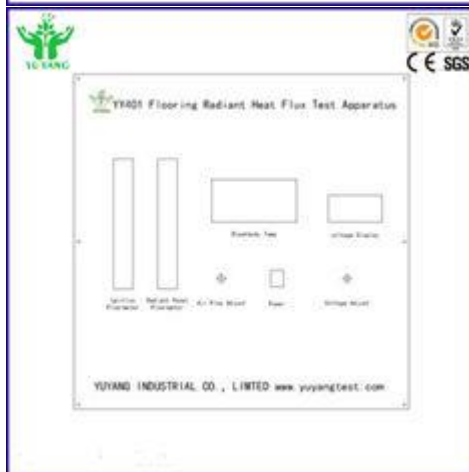 YU YANG
CE SGS
YY401 Flooring Radiant Heat Flux Test Apparatus
Blackbody Temp
Voltage Display
Ignition Flowmeter
Radiant Panel Flowmeter
Air Flow Adjust
Power
Voltage Adjust
YUYANG INDUSTRIAL CO., LIMTED www.yuyangtest.com